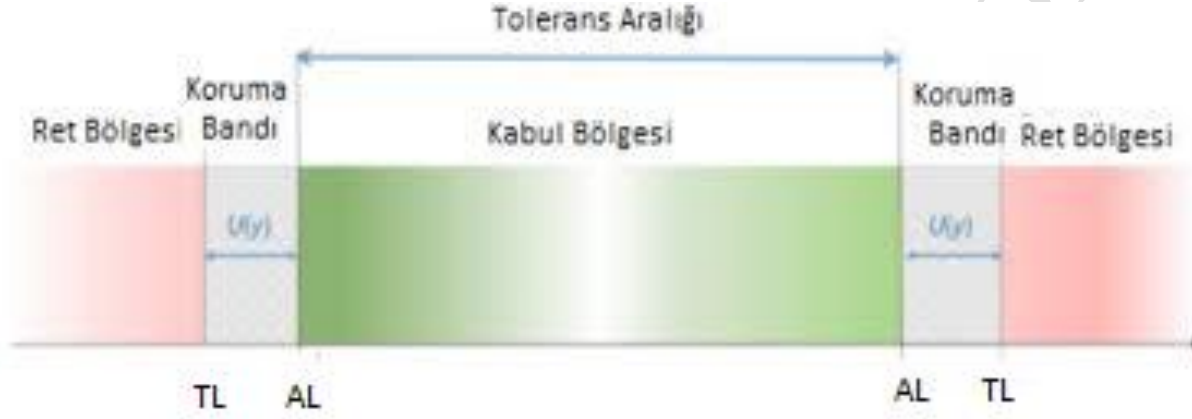 Tolerans Aralığı
Koruma
Bandı
Ret Bölgesi
Kabul Bölgesi
Koruma
Bandı
Ret Bölgesi
U(y)
U(y)
TL
AL
AL
TL